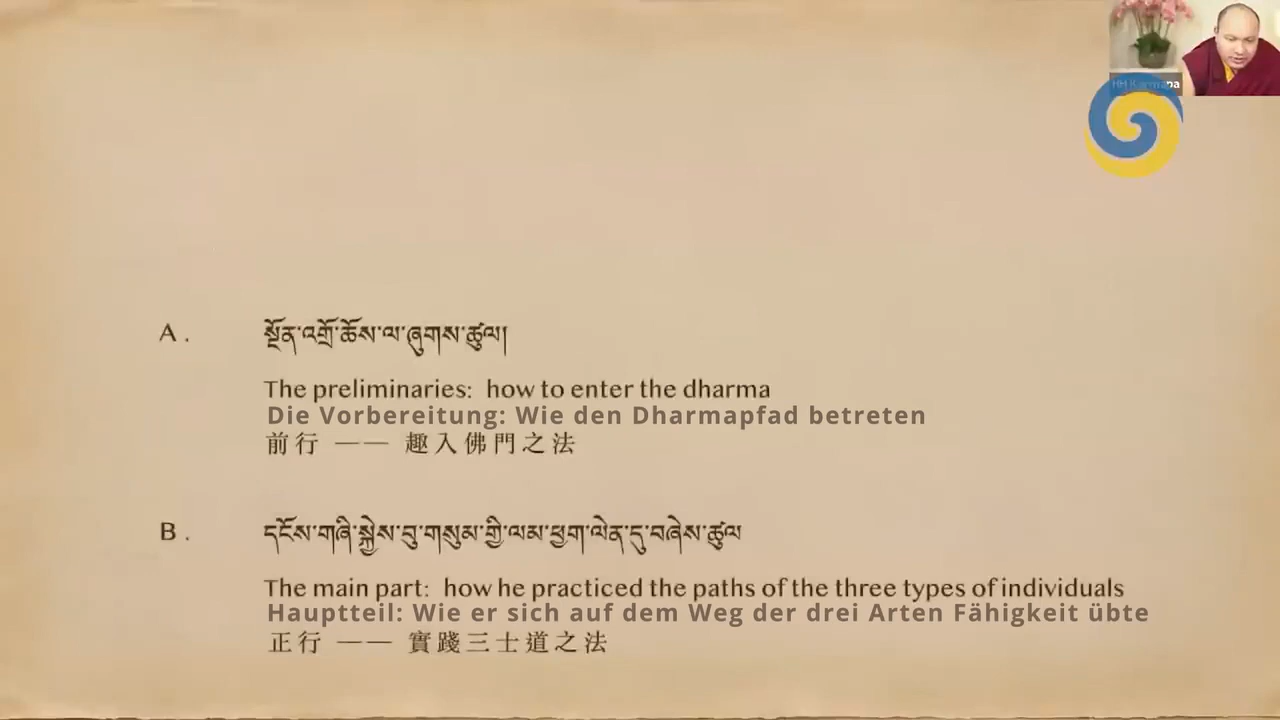 HH Karmapa
A. སྔོན་འགྲོ་ཆོས་ལ་ཞུགས་ཚུལ།
The preliminaries: how to enter the dharma
Die Vorbereitung: Wie den Dharmapfad betreten
前行 —— 趣入佛門之法
B. དངོས་གཞི་སྐྱེས་བུ་གསུམ་གྱི་ལམ་ཕྱག་ལེན་དུ་བཞེས་ཚུལ
The main part: how he practiced the paths of the three types of individuals
Hauptteil: Wie er sich auf dem Weg der drei Arten Fähigkeit übte
正行 —— 實踐三士道之法